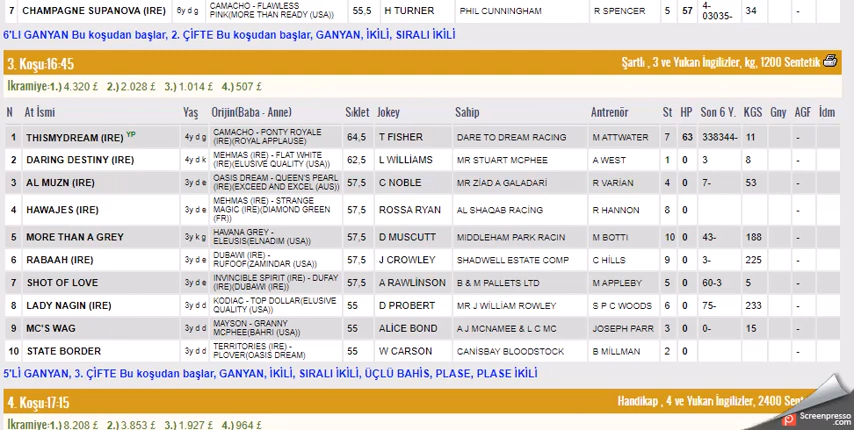 7 CHAMPAGNE SUPANOVA (IRE) 6y d g CAMACHO - FLAWLESS PINK(MORE THAN READY (USA)) 55,5 H TURNER PHIL CUNNINGHAM R SPENCER 5 57 4-03035- 34 -
6'LI GANYAN Bu koşudan başlar, 2. ÇİFTE Bu koşudan başlar, GANYAN, İKİLİ, SIRALI İKİLİ
3. Koşu:16:45 Şartlı , 3 ve Yukarı İngilizler, kg, 1200 Sentetik
İkramiye:1.) 4.320 £ 2.) 2.028 £ 3.) 1.014 £ 4.) 507 £
N At İsmi Yaş Orijin(Baba - Anne) Sıklet Jokey Sahip Antrenör St HP Son 6 Y. KGS Gny AGF İdm
1 THISMYDREAM (IRE) YP 4y d g CAMACHO - PONTY ROYALE (IRE)(ROYAL APPLAUSE) 64,5 T FISHER DARE TO DREAM RACING M ATTWATER 7 63 338344- 11 -
2 DARING DESTINY (IRE) 4y d k MEHMAS (IRE) - FLAT WHITE (IRE)(ELUSIVE QUALITY (USA)) 62,5 L WİLLİAMS MR STUART MCPHEE A WEST 1 0 3 8 -
3 AL MUZN (IRE) 3y d e OASIS DREAM - QUEEN'S PEARL (IRE)(EXCEED AND EXCEL (AUS)) 57,5 C NOBLE MR ZİAD A GALADARİ R VARİAN 4 0 7- 53 -
4 HAWAJES (IRE) 3y d e MEHMAS (IRE) - STRANGE MAGIC (IRE)(DIAMOND GREEN (FR)) 57,5 ROSSA RYAN AL SHAQAB RACİNG R HANNON 8 0 -
5 MORE THAN A GREY 3y k g HAVANA GREY - ELEUSIS(ELNADIM (USA)) 57,5 D MUSCUTT MIDDLEHAM PARK RACIN M BOTTI 10 0 43- 188 -
6 RABAAH (IRE) 3y d e DUBAWI (IRE) - RUFOOF(ZAMINDAR (USA)) 57,5 J CROWLEY SHADWELL ESTATE COMP C HİLLS 9 0 3- 225 -
7 SHOT OF LOVE 3y d e INVINCIBLE SPIRIT (IRE) - DUFAY (IRE)(DUBAWI (IRE)) 57,5 A RAWLİNSON B & M PALLETS LTD M APPLEBY 5 0 60-3 5 -
8 LADY NAGIN (IRE) 3y d d KODIAC - TOP DOLLAR(ELUSIVE QUALITY (USA)) 55 D PROBERT MR J WİLLİAM ROWLEY S P C WOODS 6 0 75- 233 -
9 MC'S WAG 3y d d MAYSON - GRANNY MCPHEE(BAHRI (USA)) 55 ALİCE BOND A J MCNAMEE & L C MC JOSEPH PARR 3 0 0- 15 -
10 STATE BORDER 3y d d TERRITORIES (IRE) - PLOVER(OASIS DREAM) 55 W CARSON CANİSBAY BLOODSTOCK B MİLLMAN 2 0 -
5'Lİ GANYAN, 3. ÇİFTE Bu koşudan başlar, GANYAN, İKİLİ, SIRALI İKİLİ, ÜÇLÜ BAHİS, PLASE, PLASE İKİLİ
4. Koşu:17:15 Handikap , 4 ve Yukarı İngilizler, 2400
İkramiye:1.) 8.208 £ 2.) 3.853 £ 3.) 1.927 £ 4.) 964 £
Screenpresso.com